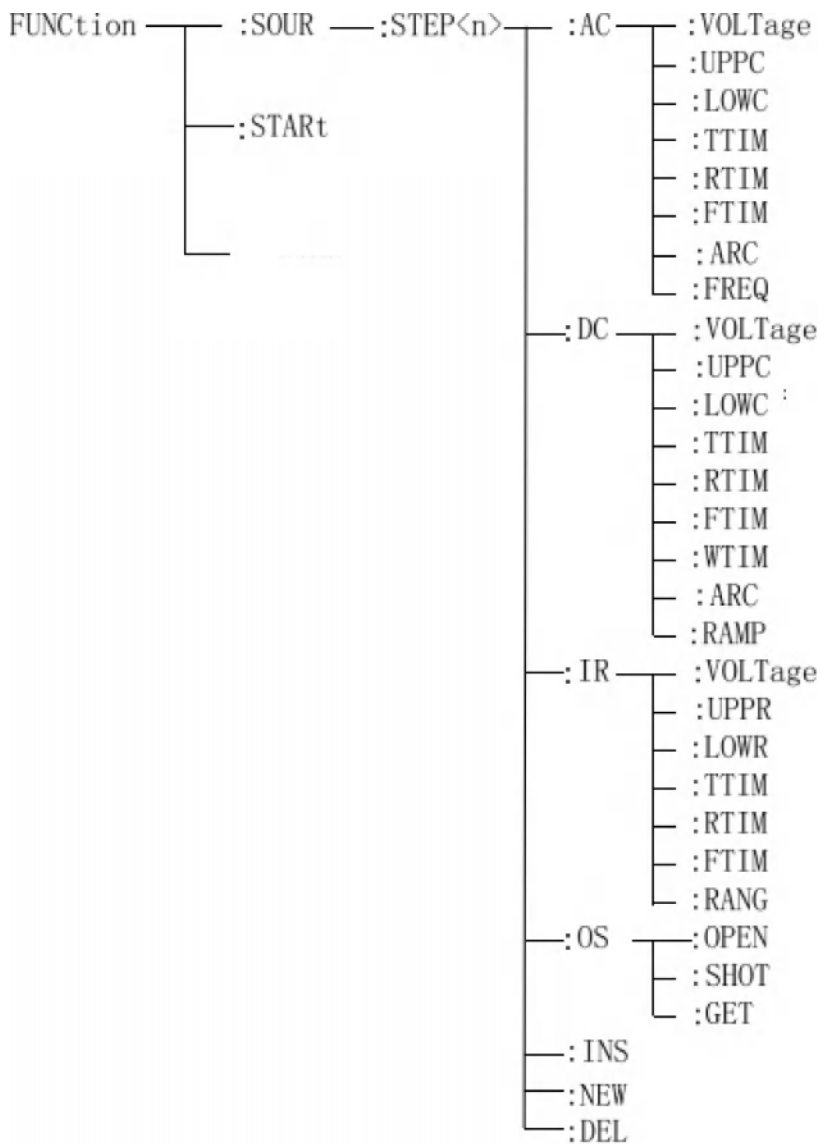 FUNCtion :SOUR :STEP<n> :AC :VOLTage
:UPPC
:LOWC
:STARt :TTIM
:RTIM
:FTIM
:ARC
:FREQ
:DC :VOLTage
:UPPC
:LOWC :
:TTIM
:RTIM
:FTIM
:WTIM
:ARC
:RAMP
:IR :VOLTage
:UPPR
:LOWR
:TTIM
:RTIM
:FTIM
:RANG
:OS :OPEN
:SHOT
:GET
:INS
:NEW
:DEL